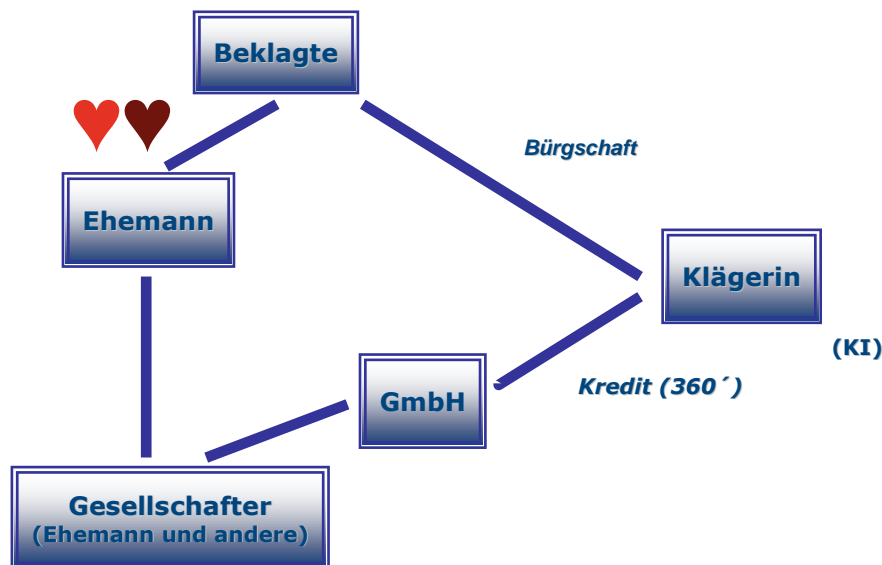 Beklagte
Bürgschaft
Ehemann
Klägerin
(KI)
Kredit (360´)
GmbH
Gesellschafter
(Ehemann und andere)